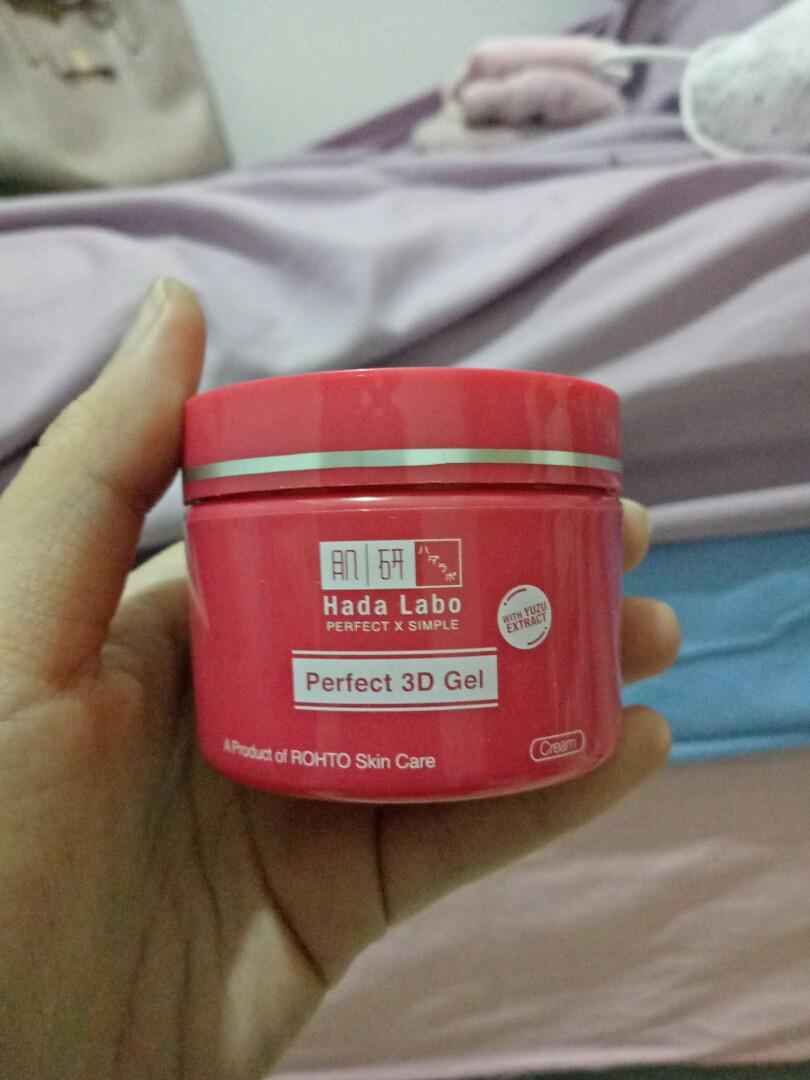 肌研
ハダラボ
Hada Labo
PERFECT X SIMPLE
WITH YUZU
EXTRACT
Perfect 3D Gel
A Product of ROHTO Skin Care
Cream